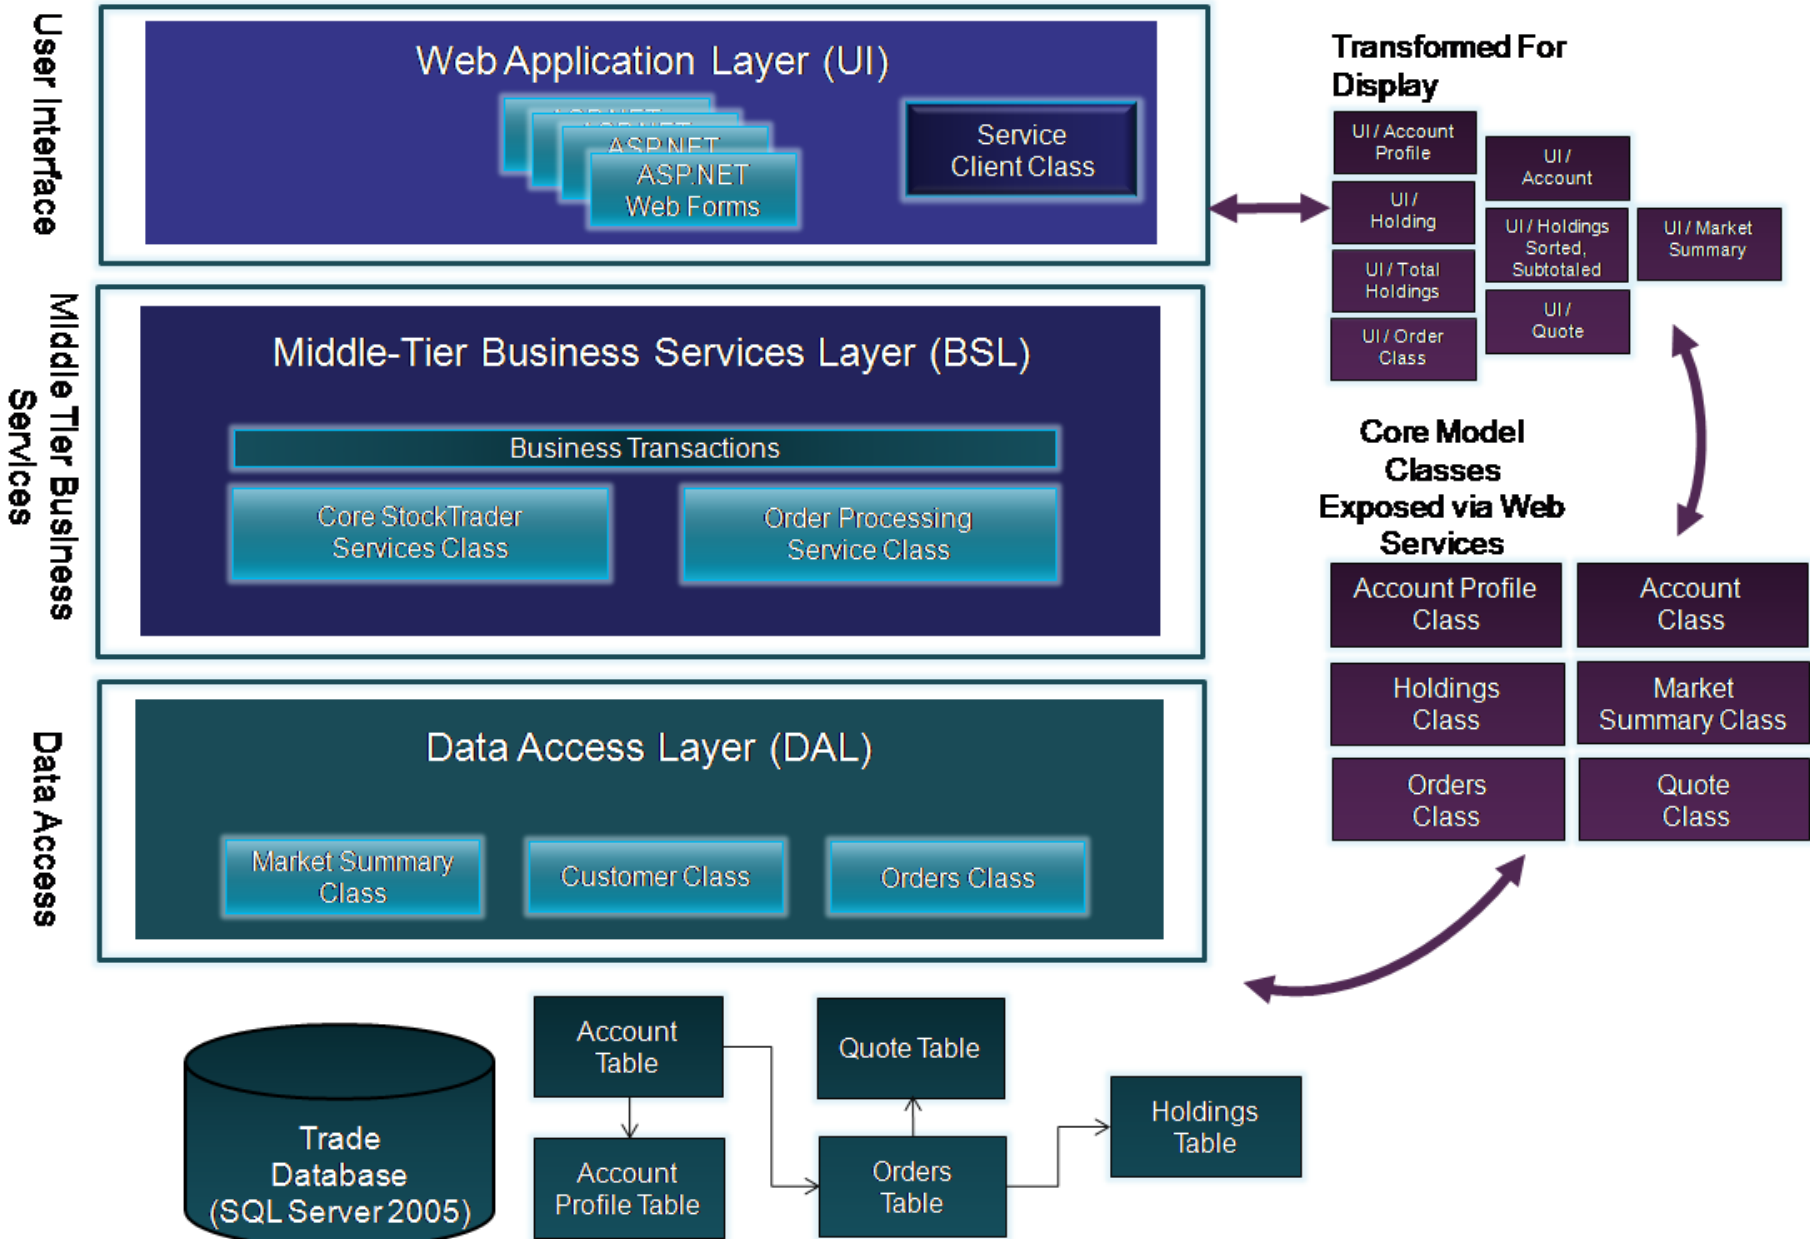 User Interface
Web Application Layer (UI)
ASP.NET
ASP.NET
ASP.NET
ASP.NET
Web Forms
Service
Client Class
Transformed For
Display
UI / Account
Profile
UI /
Account
UI /
Holding
UI / Holdings
Sorted,
Subtotaled
UI / Market
Summary
UI / Total
Holdings
UI /
Quote
UI / Order
Class
Middle Tier Business
Services
Middle-Tier Business Services Layer (BSL)
Business Transactions
Core StockTrader
Services Class
Order Processing
Service Class
Core Model
Classes
Exposed via Web
Services
Account Profile
Class
Account
Class
Holdings
Class
Market
Summary Class
Orders
Class
Quote
Class
Data Access
Data Access Layer (DAL)
Market Summary
Class
Customer Class
Orders Class
Trade
Database
(SQL Server 2005)
Account
Table
Quote Table
Holdings
Table
Account
Profile Table
Orders
Table